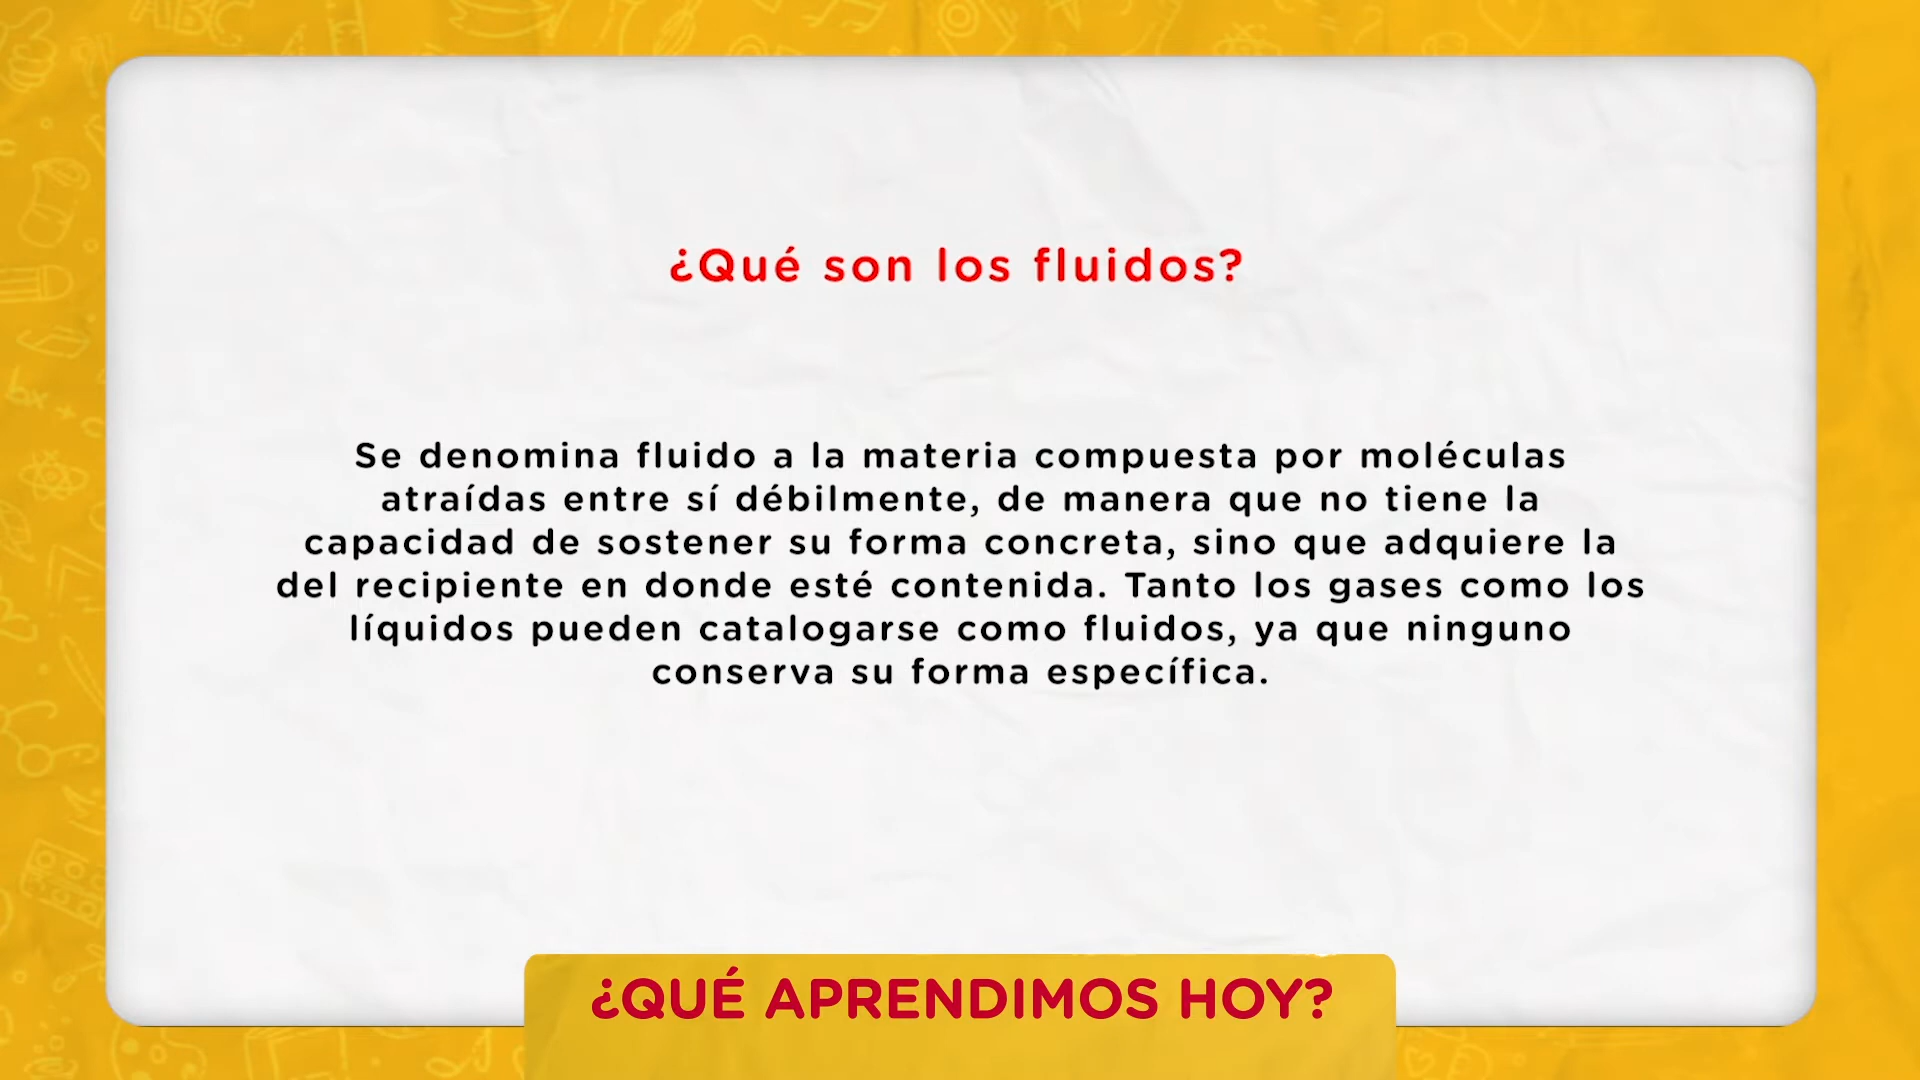 ¿Qué son los fluidos?
Se denomina fluido a la materia compuesta por moléculas
atraídas entre sí débilmente, de manera que no tiene la
capacidad de sostener su forma concreta, sino que adquiere la
del recipiente en donde esté contenida. Tanto los gases como los
líquidos pueden catalogarse como fluidos, ya que ninguno
conserva su forma específica.
¿QUÉ APRENDIMOS HOY?